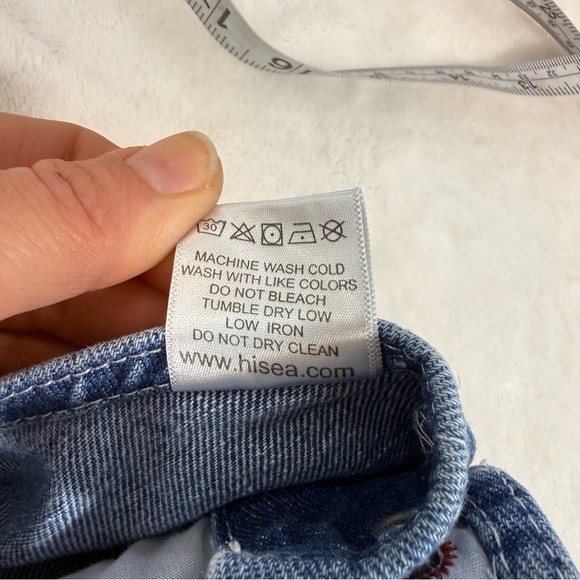 30
MACHINE WASH COLD
WASH WITH LIKE COLORS
DO NOT BLEACH
TUMBLE DRY LOW
LOW IRON
DO NOT DRY CLEAN
www.hisea.com